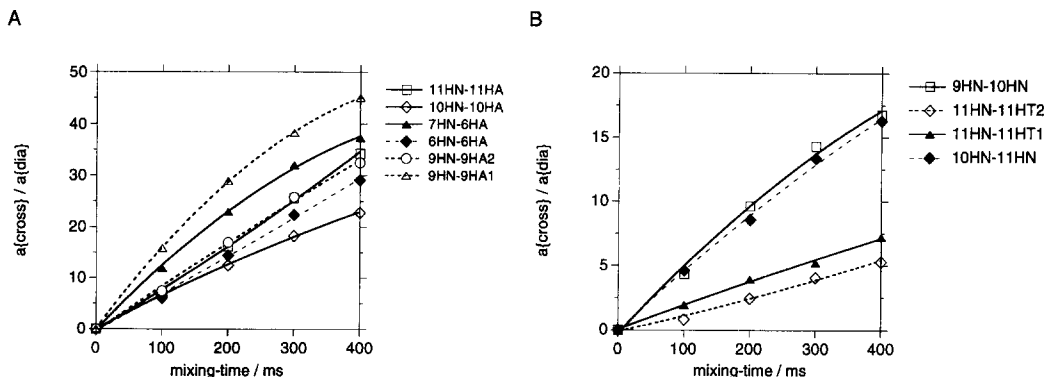 A
B
50
40
30
20
10
0
0
100
200
300
400
a{cross} / a{dia}
mixing-time / ms
11HN-11HA
10HN-10HA
7HN-6HA
6HN-6HA
9HN-9HA2
9HN-9HA1
20
15
10
5
0
0
100
200
300
400
a{cross} / a{dia}
mixing-time / ms
9HN-10HN
11HN-11HT2
11HN-11HT1
10HN-11HN